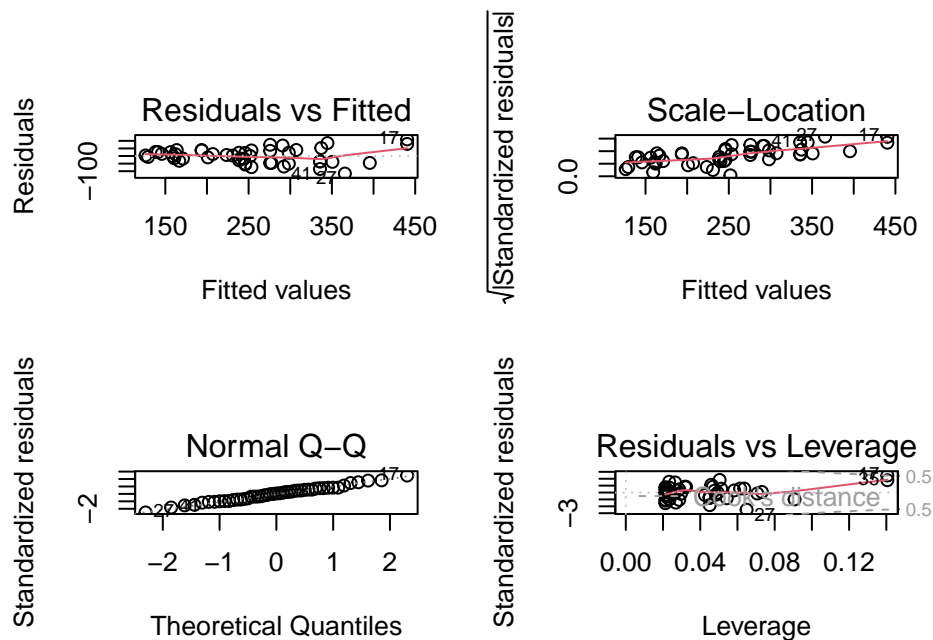 Residuals vs Fitted
Residuals
−100
17
41
27
150 250 350 450
Fitted values
Scale−Location
√|Standardized residuals|
0.0
41
27
17
150 250 350 450
Fitted values
Normal Q−Q
Standardized residuals
−2
17
27
−2 −1 0 1 2
Theoretical Quantiles
Residuals vs Leverage
Standardized residuals
−3
17
35
27
Cook's distance
0.5
0.5
0.00 0.04 0.08 0.12
Leverage